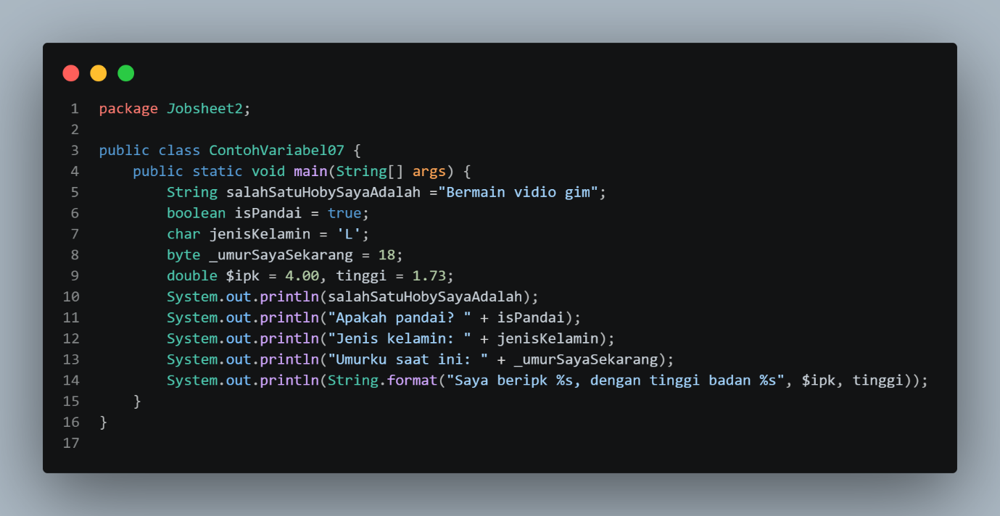 1 package Jobsheet2;
2
3 public class ContohVariabel07 {
4     public static void main(String[] args) {
5         String salahSatuHobySayaAdalah ="Bermain vidio gim";
6         boolean isPandai = true;
7         char jenisKelamin = 'L';
8         byte _umurSayaSekarang = 18;
9         double $ipk = 4.00, tinggi = 1.73;
10         System.out.println(salahSatuHobySayaAdalah);
11         System.out.println("Apakah pandai? " + isPandai);
12         System.out.println("Jenis kelamin: " + jenisKelamin);
13         System.out.println("Umurku saat ini: " + _umurSayaSekarang);
14         System.out.println(String.format("Saya beripk %s, dengan tinggi badan %s", $ipk, tinggi));
15     }
16 }
17